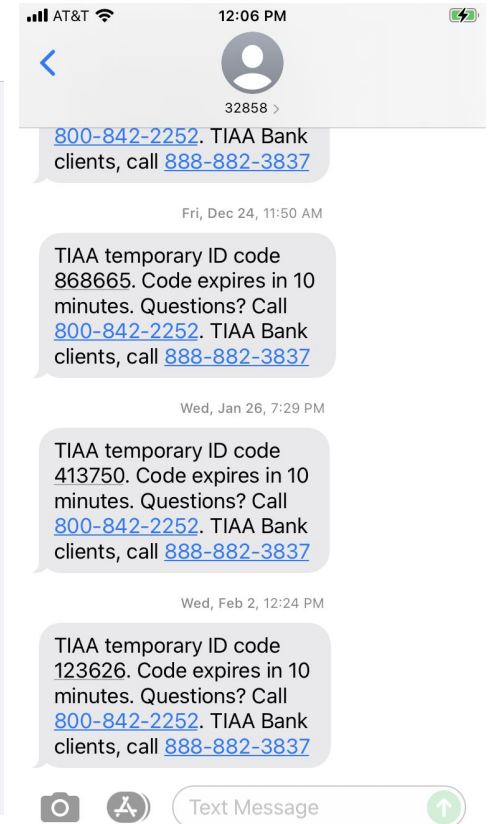 AT&T 12:06 PM
32858
800-842-2252. TIAA Bank
clients, call 888-882-3837
Fri, Dec 24, 11:50 AM
TIAA temporary ID code
868665. Code expires in 10
minutes. Questions? Call
800-842-2252. TIAA Bank
clients, call 888-882-3837
Wed, Jan 26, 7:29 PM
TIAA temporary ID code
413750. Code expires in 10
minutes. Questions? Call
800-842-2252. TIAA Bank
clients, call 888-882-3837
Wed, Feb 2, 12:24 PM
TIAA temporary ID code
123626. Code expires in 10
minutes. Questions? Call
800-842-2252. TIAA Bank
clients, call 888-882-3837
Text Message